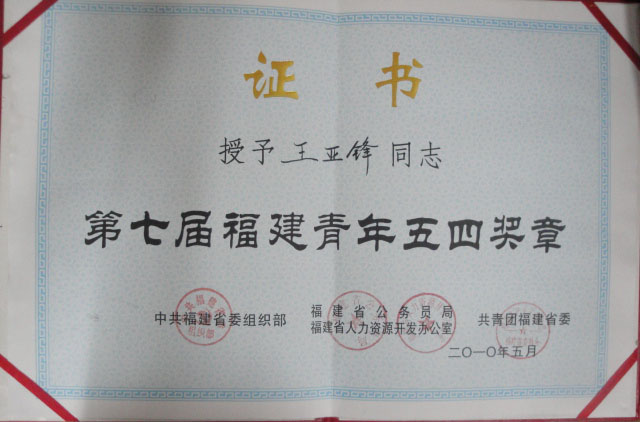 证书
授予王亚锋同志
第七届福建青年五四奖章
中共福建省委组织部
福建省公务员局
福建省人力资源开发办公室
共青团福建省委
二〇一〇年五月